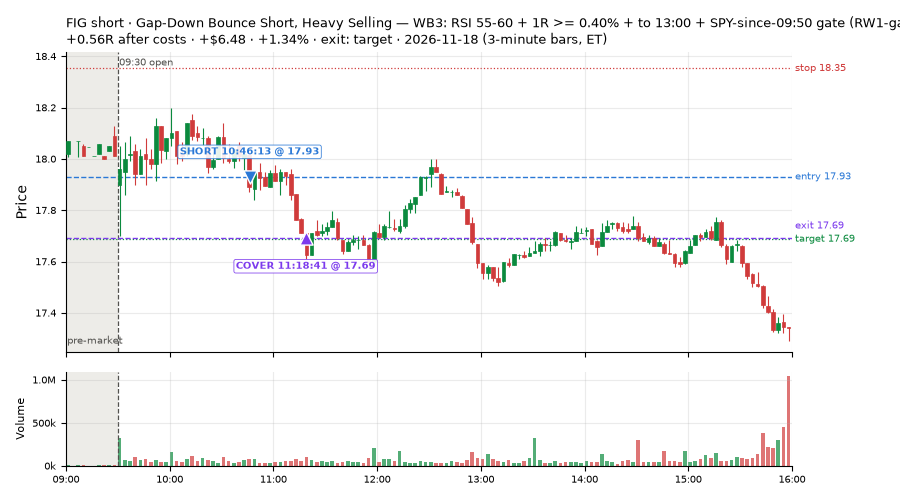 FIG short · Gap-Down Bounce Short, Heavy Selling — WB3: RSI 55-60 + 1R >= 0.40% + to 13:00 + SPY-since-09:50 gate (RW1-ga
+0.56R after costs · +$6.48 · +1.34% · exit: target · 2026-11-18 (3-minute bars, ET)
18.4
09:30 open
stop 18.35
18.2
SHORT 10:46:13 @ 17.93
18.0
entry 17.93
Price
17.8
exit 17.69
target 17.69
COVER 11:18:41 @ 17.69
17.6
17.4
pre-market
1.0M
Volume
500k
0k
09:00 10:00 11:00 12:00 13:00 14:00 15:00 16:00